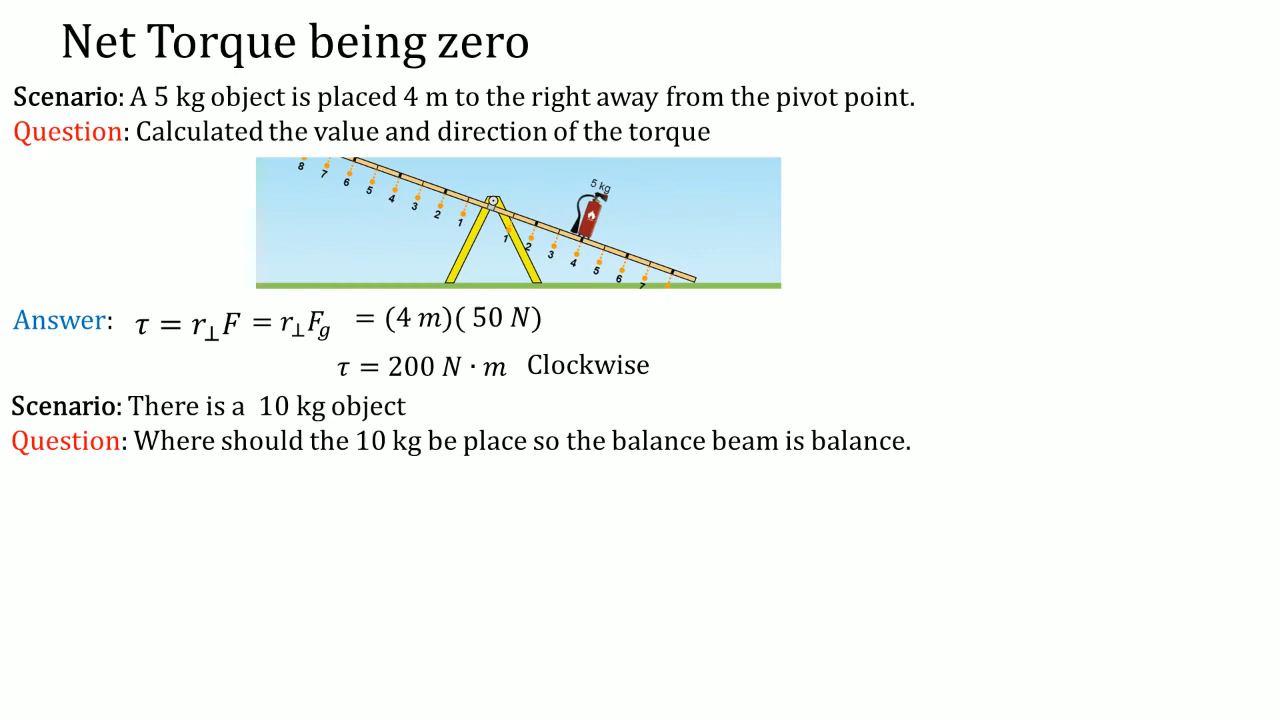 Net Torque being zero
Scenario: A 5 kg object is placed 4 m to the right away from the pivot point.
Question: Calculated the value and direction of the torque
8 7 6 5 4 3 2 1 1 2 3 4 5 6 7
5 kg
Answer: τ = r⊥F = r⊥F_g = (4 m)( 50 N)
τ = 200 N · m Clockwise
Scenario: There is a 10 kg object
Question: Where should the 10 kg be place so the balance beam is balance.